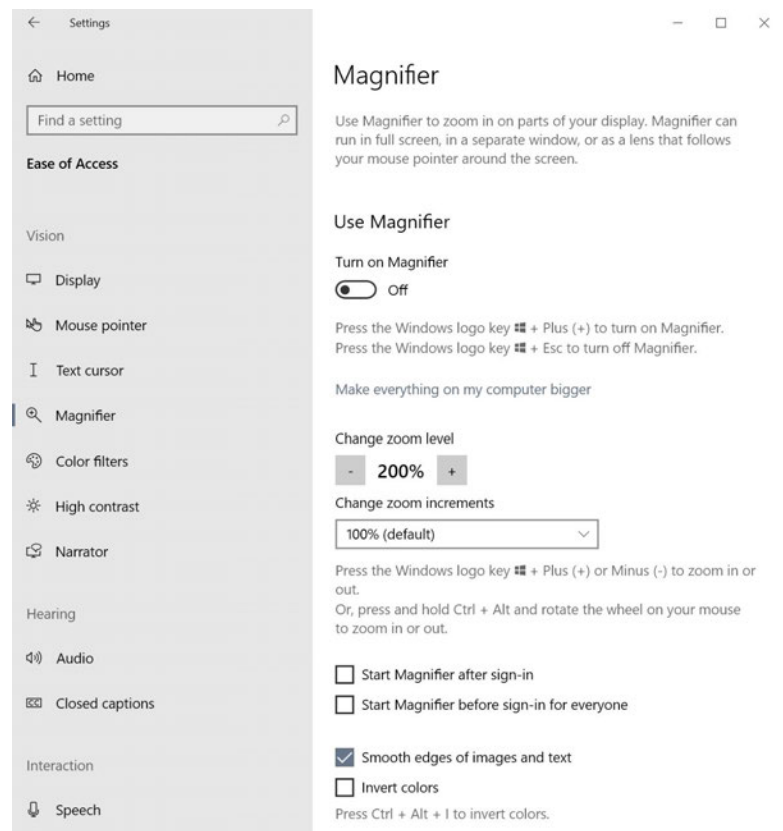 Settings
Home
Find a setting
Ease of Access
Vision
Display
Mouse pointer
Text cursor
Magnifier
Color filters
High contrast
Narrator
Hearing
Audio
CC
Closed captions
Interaction
Speech
Magnifier
Use Magnifier to zoom in on parts of your display. Magnifier can
run in full screen, in a separate window, or as a lens that follows
your mouse pointer around the screen.
Use Magnifier
Turn on Magnifier
Off
Press the Windows logo key + Plus (+) to turn on Magnifier.
Press the Windows logo key + Esc to turn off Magnifier.
Make everything on my computer bigger
Change zoom level
- 200% +
Change zoom increments
100% (default)
Press the Windows logo key + Plus (+) or Minus (-) to zoom in or
out.
Or, press and hold Ctrl + Alt and rotate the wheel on your mouse
to zoom in or out.
Start Magnifier after sign-in
Start Magnifier before sign-in for everyone
Smooth edges of images and text
Invert colors
Press Ctrl + Alt + I to invert colors.